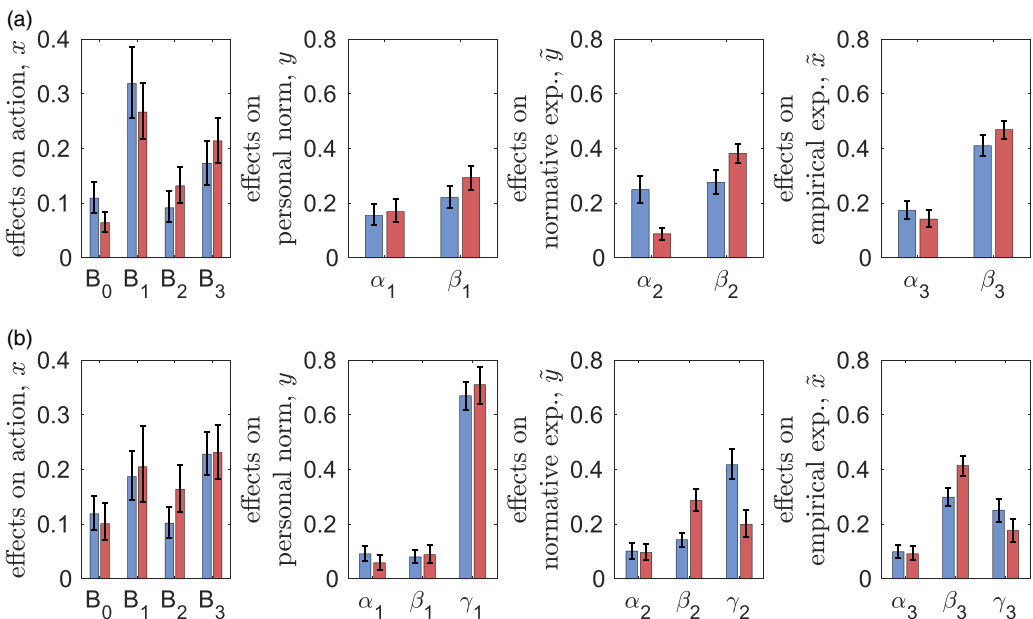 (a)
effects on action, x
0.4
0.3
0.2
0.1
0
B0 B1 B2 B3
effects on
personal norm, y
0.8
0.6
0.4
0.2
0
α1 β1
effects on
normative exp., ỹ
0.8
0.6
0.4
0.2
0
α2 β2
effects on
empirical exp., x̃
0.8
0.6
0.4
0.2
0
α3 β3
(b)
effects on action, x
0.4
0.3
0.2
0.1
0
B0 B1 B2 B3
effects on
personal norm, y
0.8
0.6
0.4
0.2
0
α1 β1 γ1
effects on
normative exp., ỹ
0.8
0.6
0.4
0.2
0
α2 β2 γ2
effects on
empirical exp., x̃
0.8
0.6
0.4
0.2
0
α3 β3 γ3